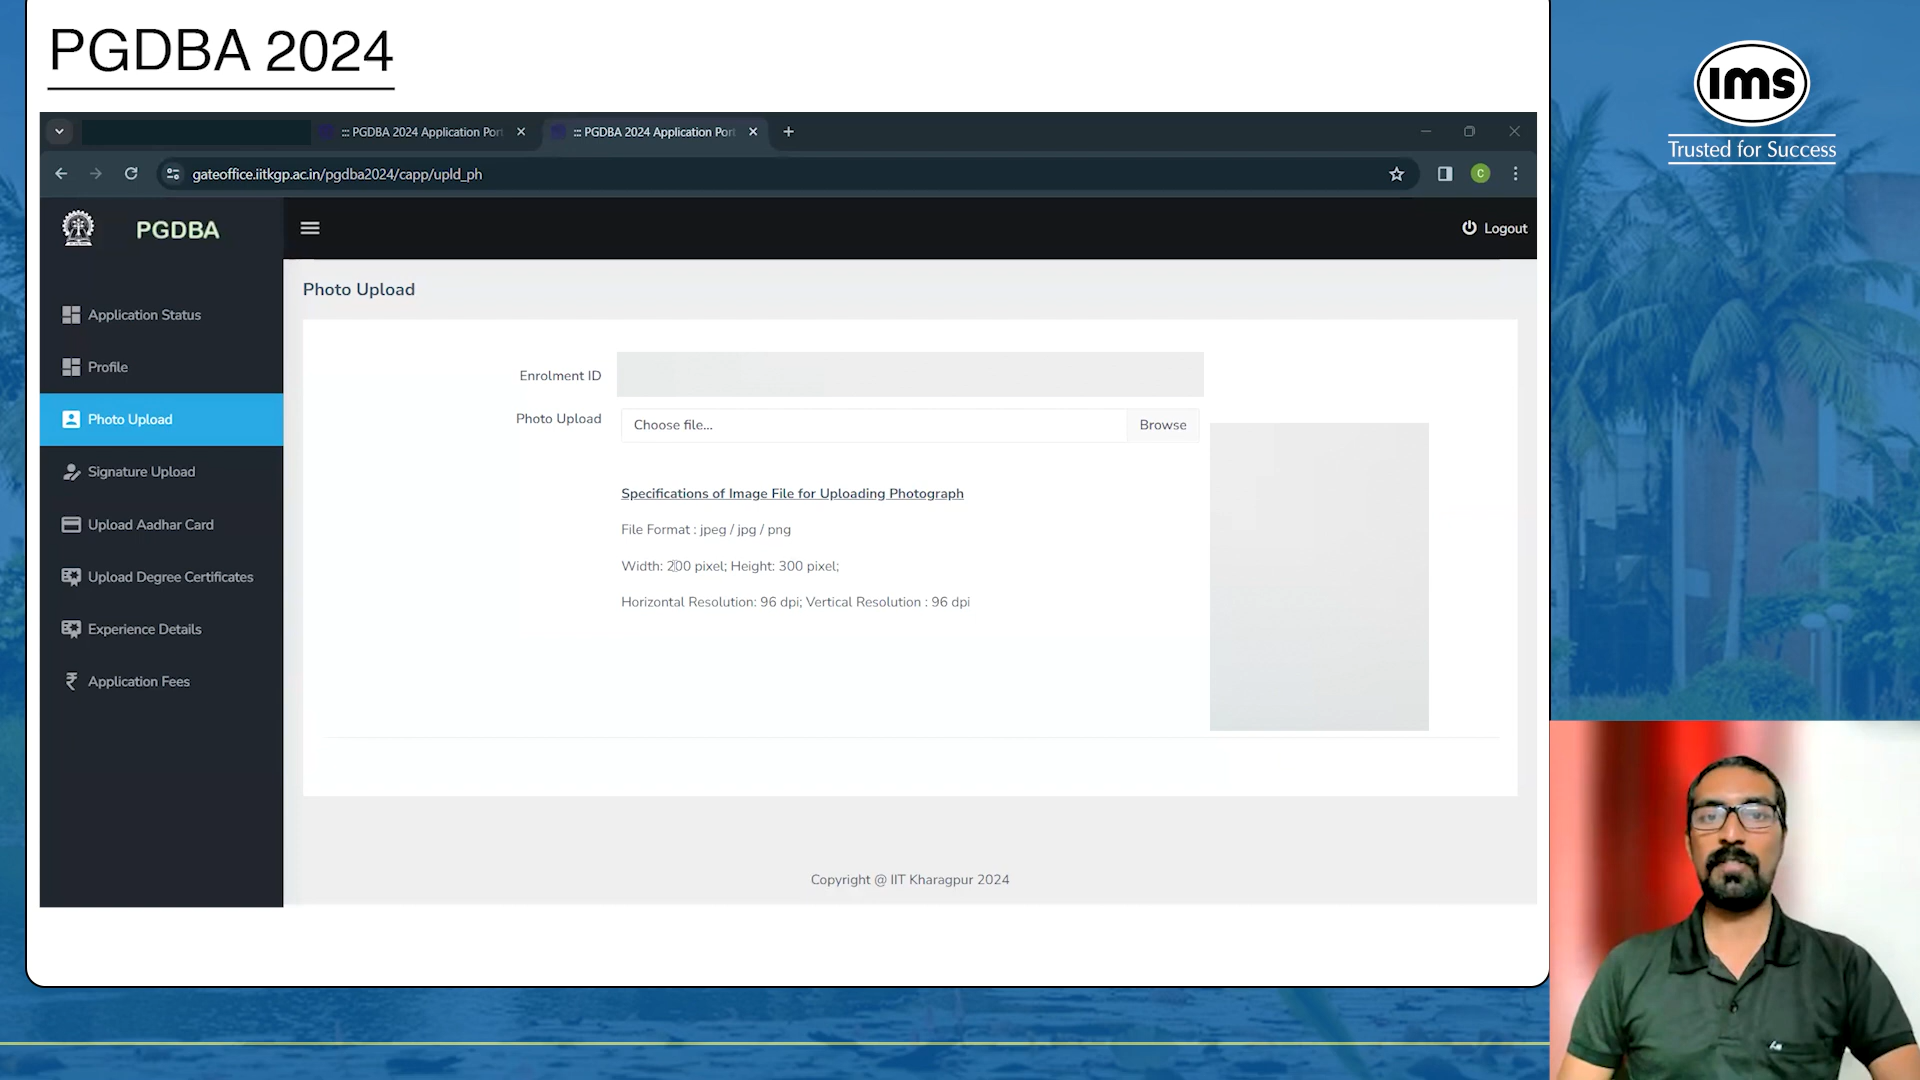 PGDBA 2024
ims
Trusted for Success
::: PGDBA 2024 Application Port
::: PGDBA 2024 Application Port
gateoffice.iitkgp.ac.in/pgdba2024/capp/upld_ph
C
PGDBA
Logout
Photo Upload
Application Status
Profile
Photo Upload
Signature Upload
Upload Aadhar Card
Upload Degree Certificates
Experience Details
Application Fees
Enrolment ID
Photo Upload
Choose file...
Browse
Specifications of Image File for Uploading Photograph
File Format : jpeg / jpg / png
Width: 200 pixel; Height: 300 pixel;
Horizontal Resolution: 96 dpi; Vertical Resolution : 96 dpi
Copyright @ IIT Kharagpur 2024